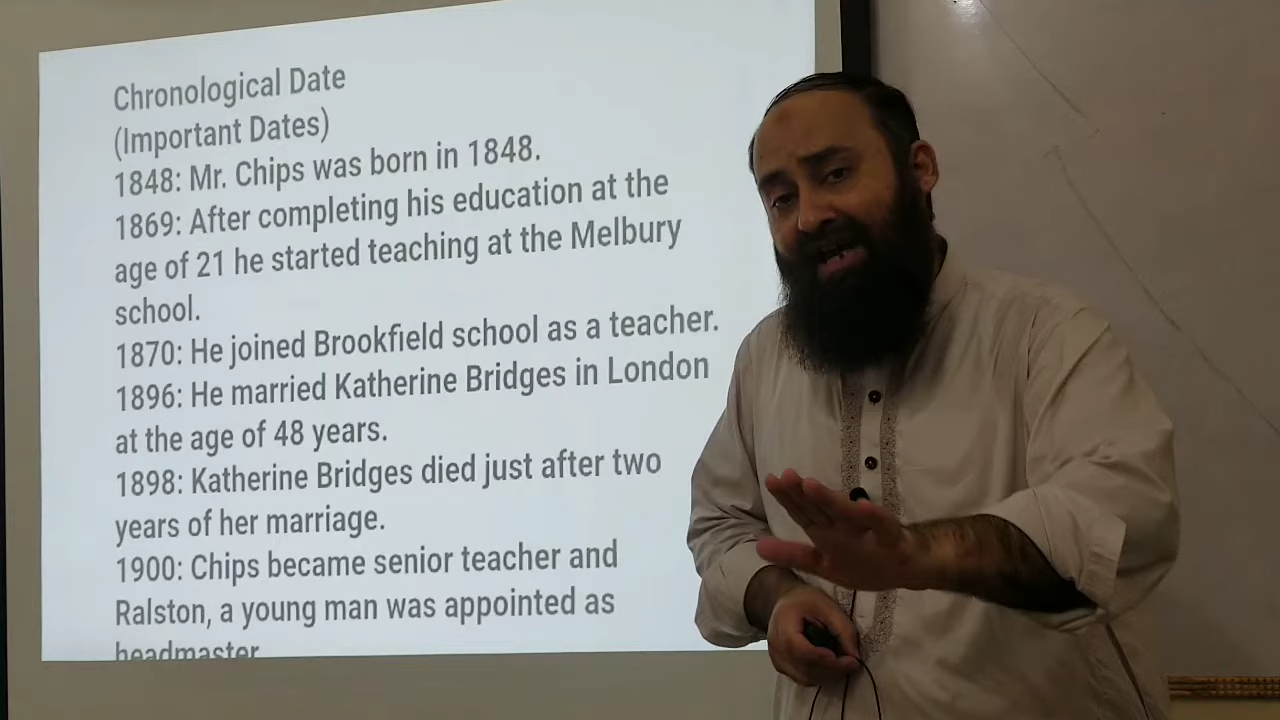 Chronological Date
(Important Dates)
1848: Mr. Chips was born in 1848.
1869: After completing his education at the
age of 21 he started teaching at the Melbury
school.
1870: He joined Brookfield school as a teacher.
1896: He married Katherine Bridges in London
at the age of 48 years.
1898: Katherine Bridges died just after two
years of her marriage.
1900: Chips became senior teacher and
Ralston, a young man was appointed as
headmaster